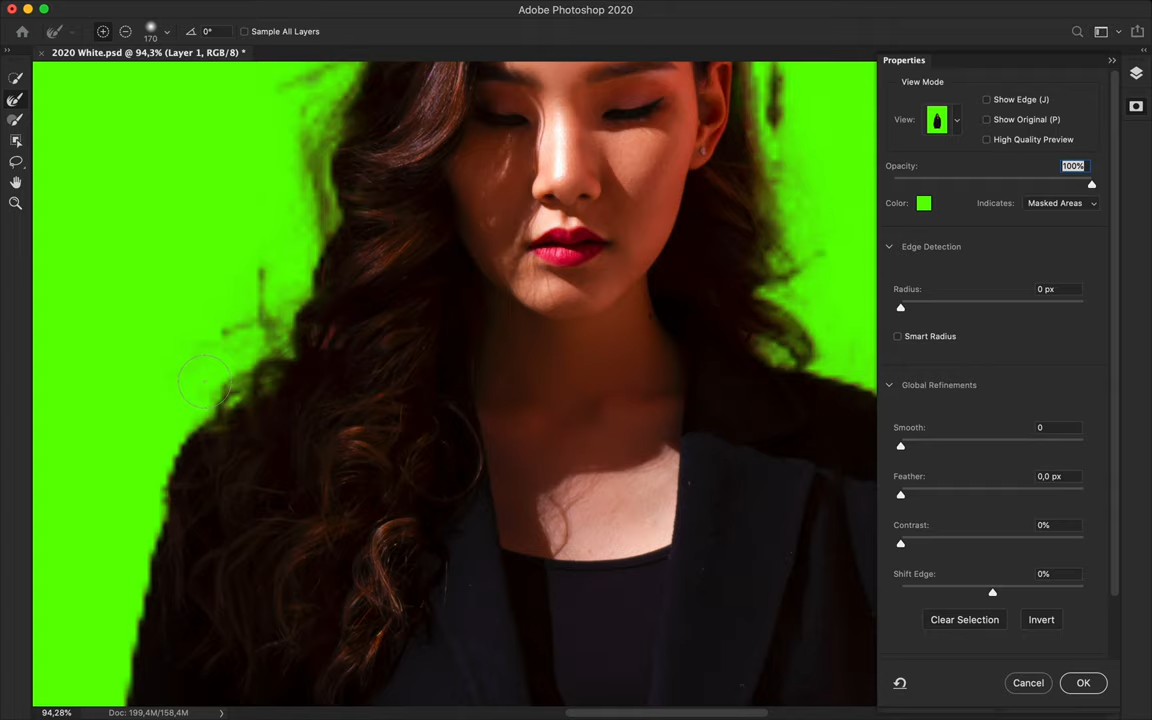 Adobe Photoshop 2020
170
0°
Sample All Layers
2020 White.psd @ 94,3% (Layer 1, RGB/8) *
Properties
View Mode
View:
Show Edge (J)
Show Original (P)
High Quality Preview
Opacity:
100%
Color:
Indicates:
Masked Areas
Edge Detection
Radius:
0 px
Smart Radius
Global Refinements
Smooth:
0
Feather:
0,0 px
Contrast:
0%
Shift Edge:
0%
Clear Selection
Invert
Cancel
OK
94,28%
Doc: 199,4M/158,4M